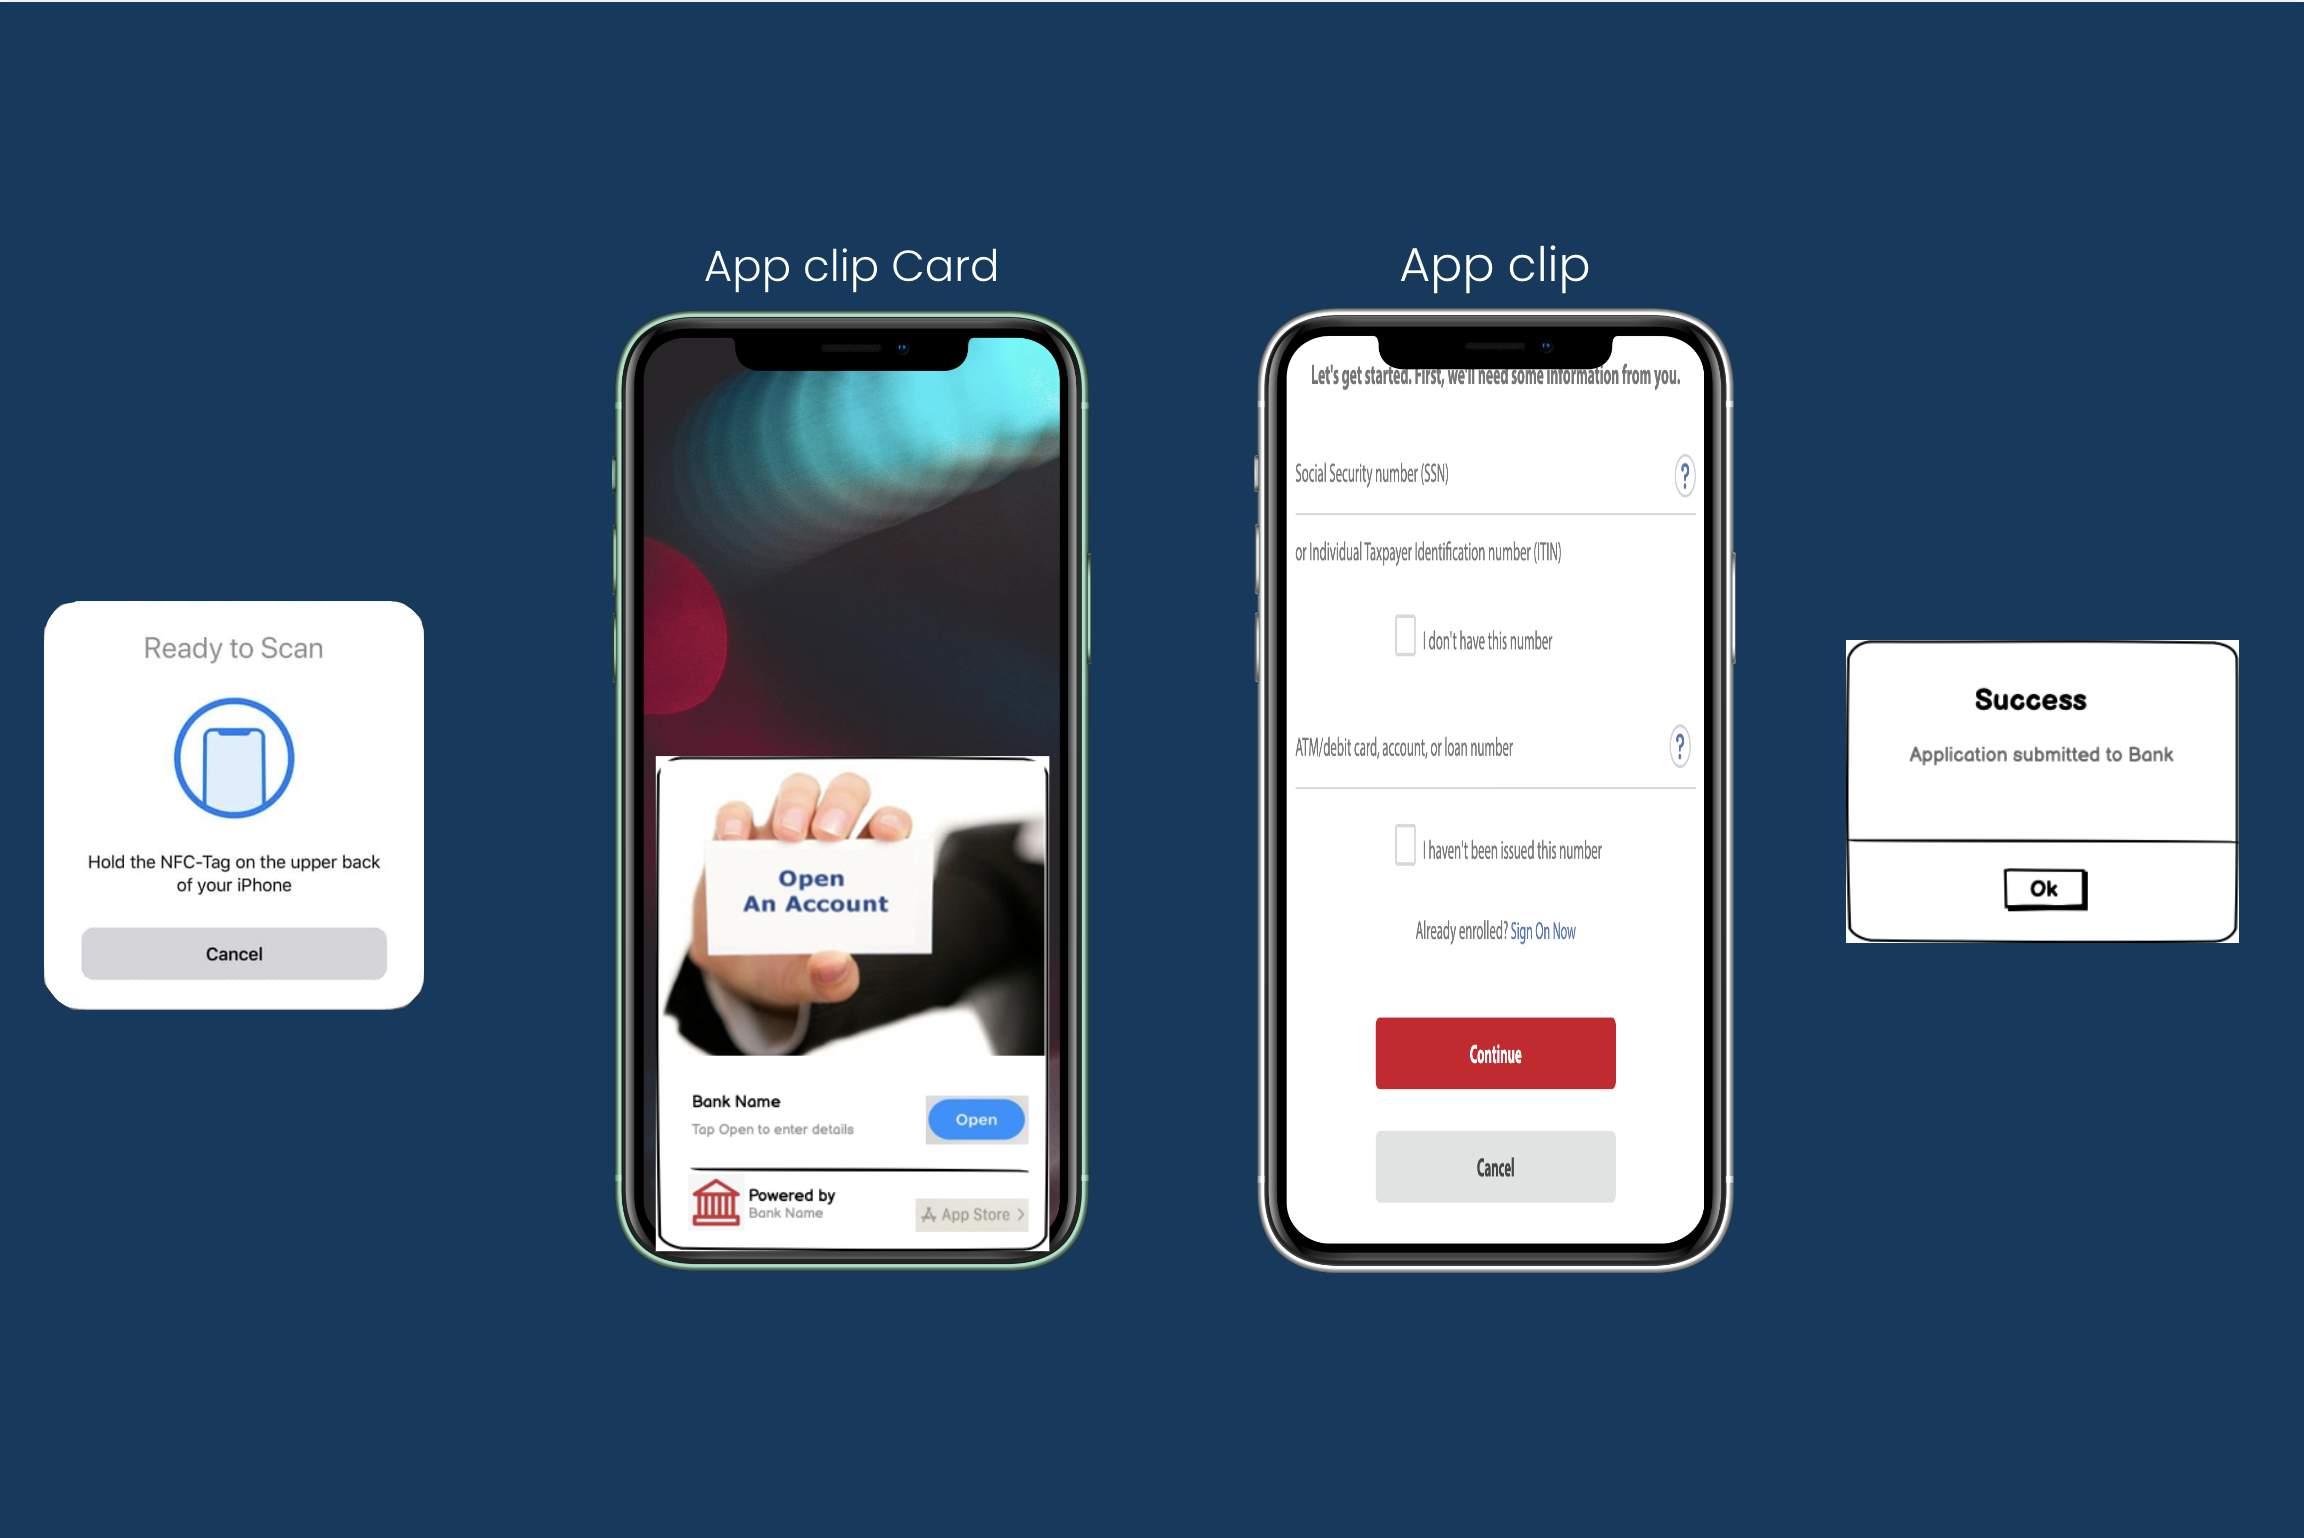 App clip Card
App clip
Ready to Scan
Hold the NFC-Tag on the upper back
of your iPhone
Cancel
Open
An Account
Bank Name
Tap Open to enter details
Open
Powered by
Bank Name
App Store >
Let's get started. First, we'll need some information from you.
Social Security number (SSN)
?
or Individual Taxpayer Identification number (ITIN)
I don't have this number
ATM/debit card, account, or loan number
?
I haven't been issued this number
Already enrolled? Sign On Now
Continue
Cancel
Success
Application submitted to Bank
Ok